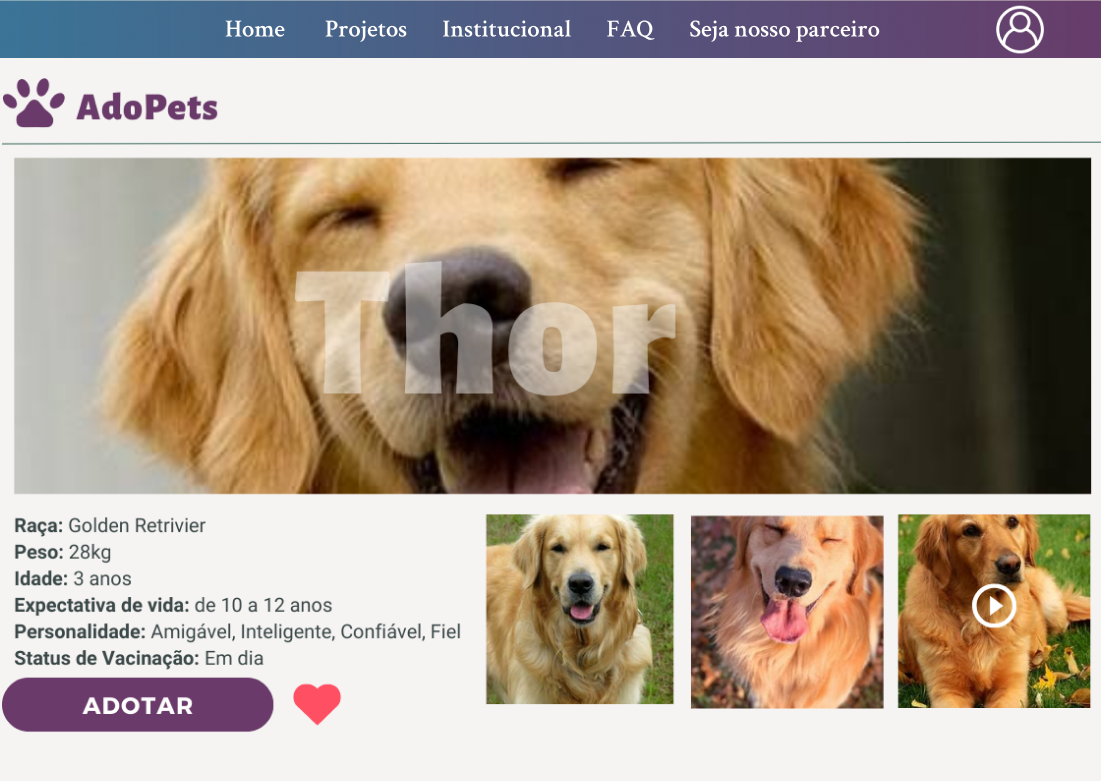 Home Projetos Institucional FAQ Seja nosso parceiro
AdoPets
Thor
Raça: Golden Retrivier
Peso: 28kg
Idade: 3 anos
Expectativa de vida: de 10 a 12 anos
Personalidade: Amigável, Inteligente, Confiável, Fiel
Status de Vacinação: Em dia
ADOTAR